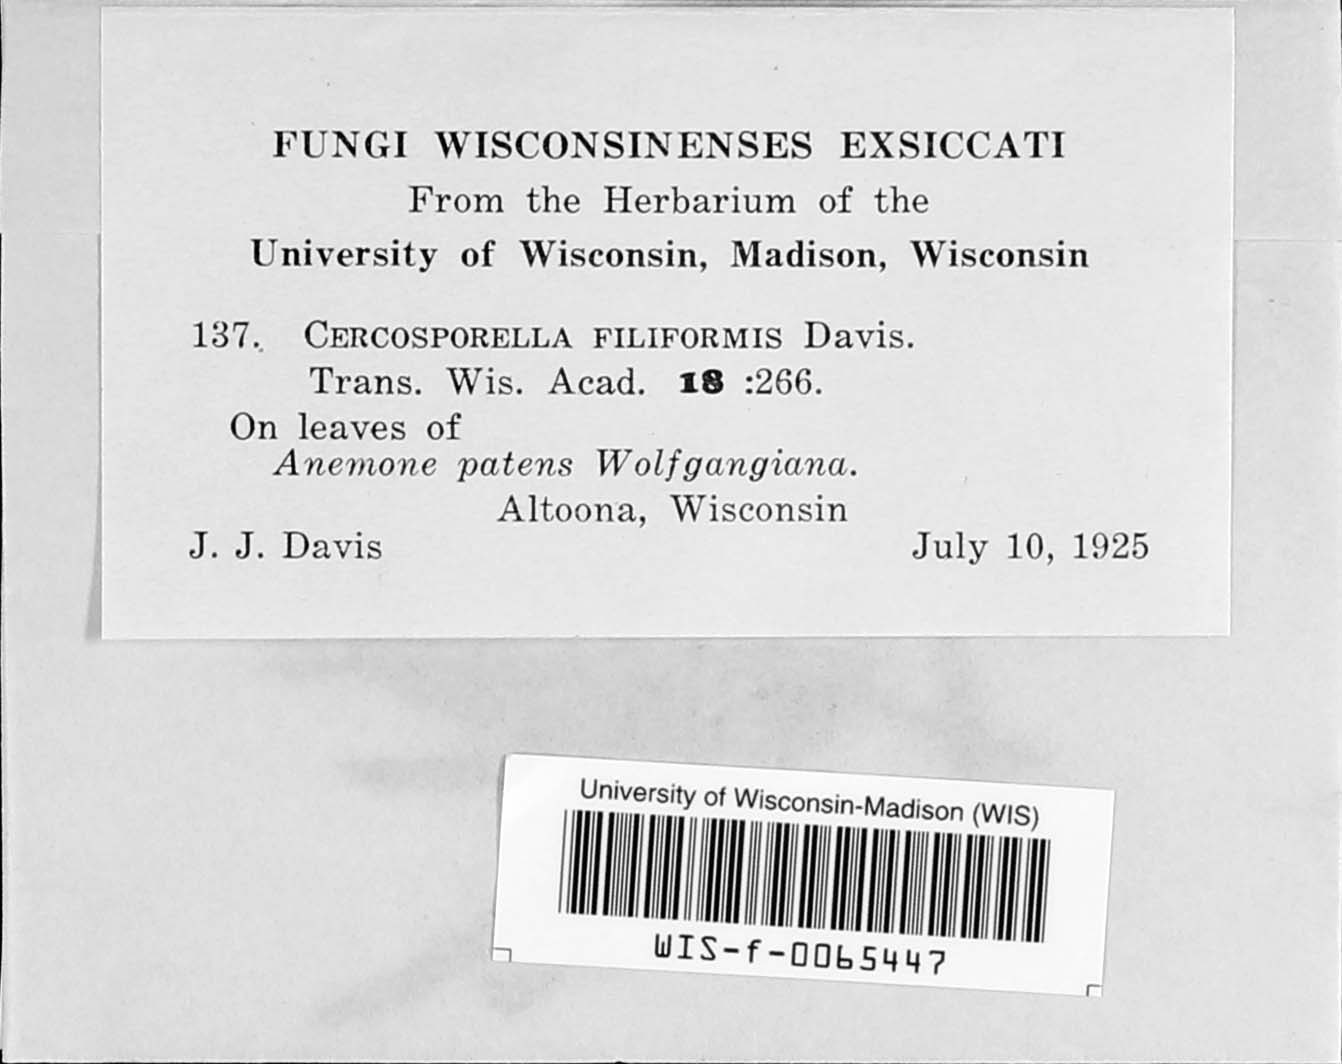 FUNGI WISCONSINENSES EXSICCATI
From the Herbarium of the
University of Wisconsin, Madison, Wisconsin
137. CERCOSPORELLA FILIFORMIS Davis.
Trans. Wis. Acad. 18 :266.
On leaves of
Anemone patens Wolfgangiana.
Altoona, Wisconsin
J. J. Davis July 10, 1925
University of Wisconsin-Madison (WIS)
WIS-f-0065447